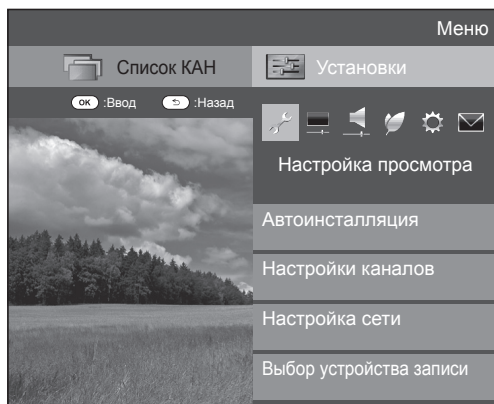 Меню
Список КАН
Установки
OK :Ввод :Назад
Настройка просмотра
Автоинсталляция
Настройки каналов
Настройка сети
Выбор устройства записи